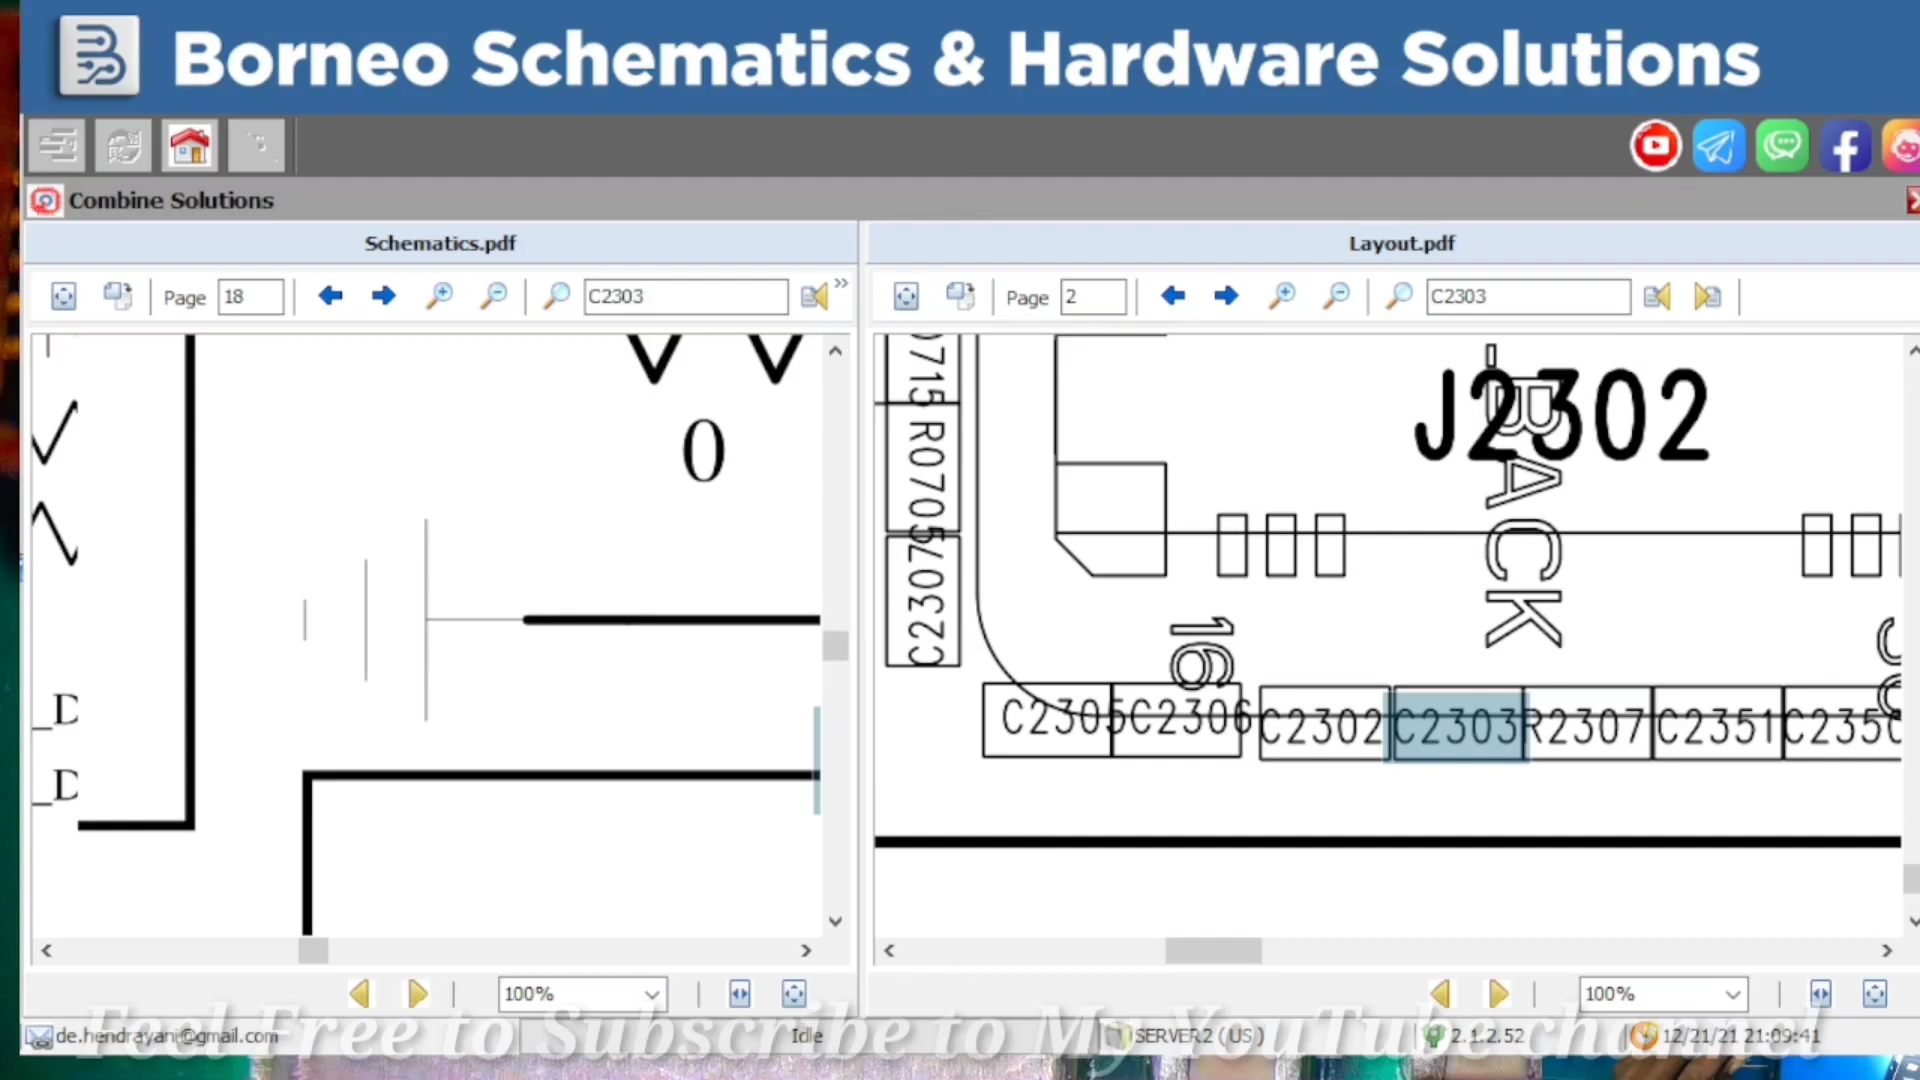 Borneo Schematics & Hardware Solutions
Combine Solutions
Schematics.pdf
Layout.pdf
Page 18
C2303
Page 2
C2303
0
_D
_D
R0705
C2307
J2302
BACK
16
C2305
C2306
C2302
C2303
R2307
C2351
100%
100%
de.hendrayani@gmail.com
Idle
SERVER2 ( US )
2.1.2.52
12/21/21 21:09:41
Feel Free to Subscribe to My YouTube channel